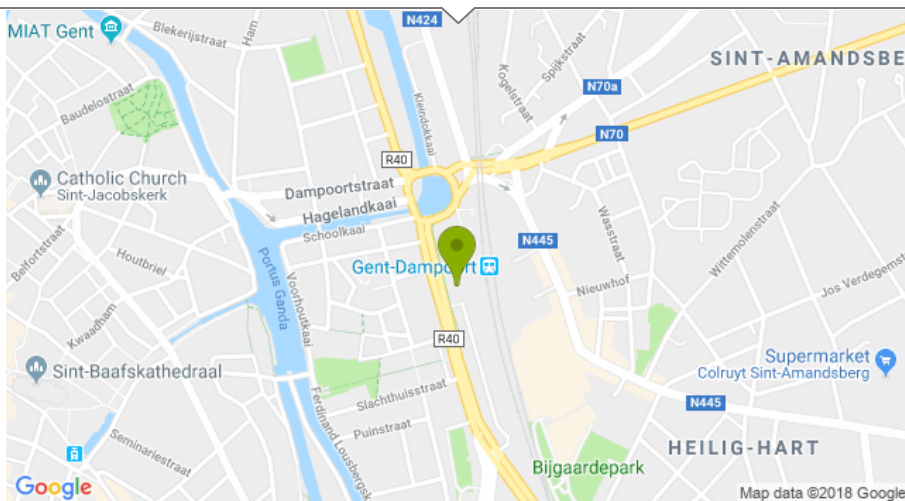 N424
MIAT Gent
Blekerijstraat
Ham
Spijkstraat
Kogelstraat
SINT-AMANDSBE
N70a
Baudelostraat
Kleindokkaai
N70
R40
Catholic Church
Sint-Jacobskerk
Dampoortstraat
Hagelandkaai
Schoolkaai
Wasstraat
Wittemolenstraat
Belfortstraat
N445
Houtbriel
Portus Ganda
Voorhoutkaai
Gent-Dampoort
Nieuwhof
Jos Verdegemst
Kwaadham
R40
Supermarket
Colruyt Sint-Amandsberg
Sint-Baafskathedraal
Slachthuisstraat
N445
Ferdinand Lousbergsk
Puinstraat
Seminariestraat
HEILIG-HART
Bijgaardepark
Google
Map data ©2018 Google